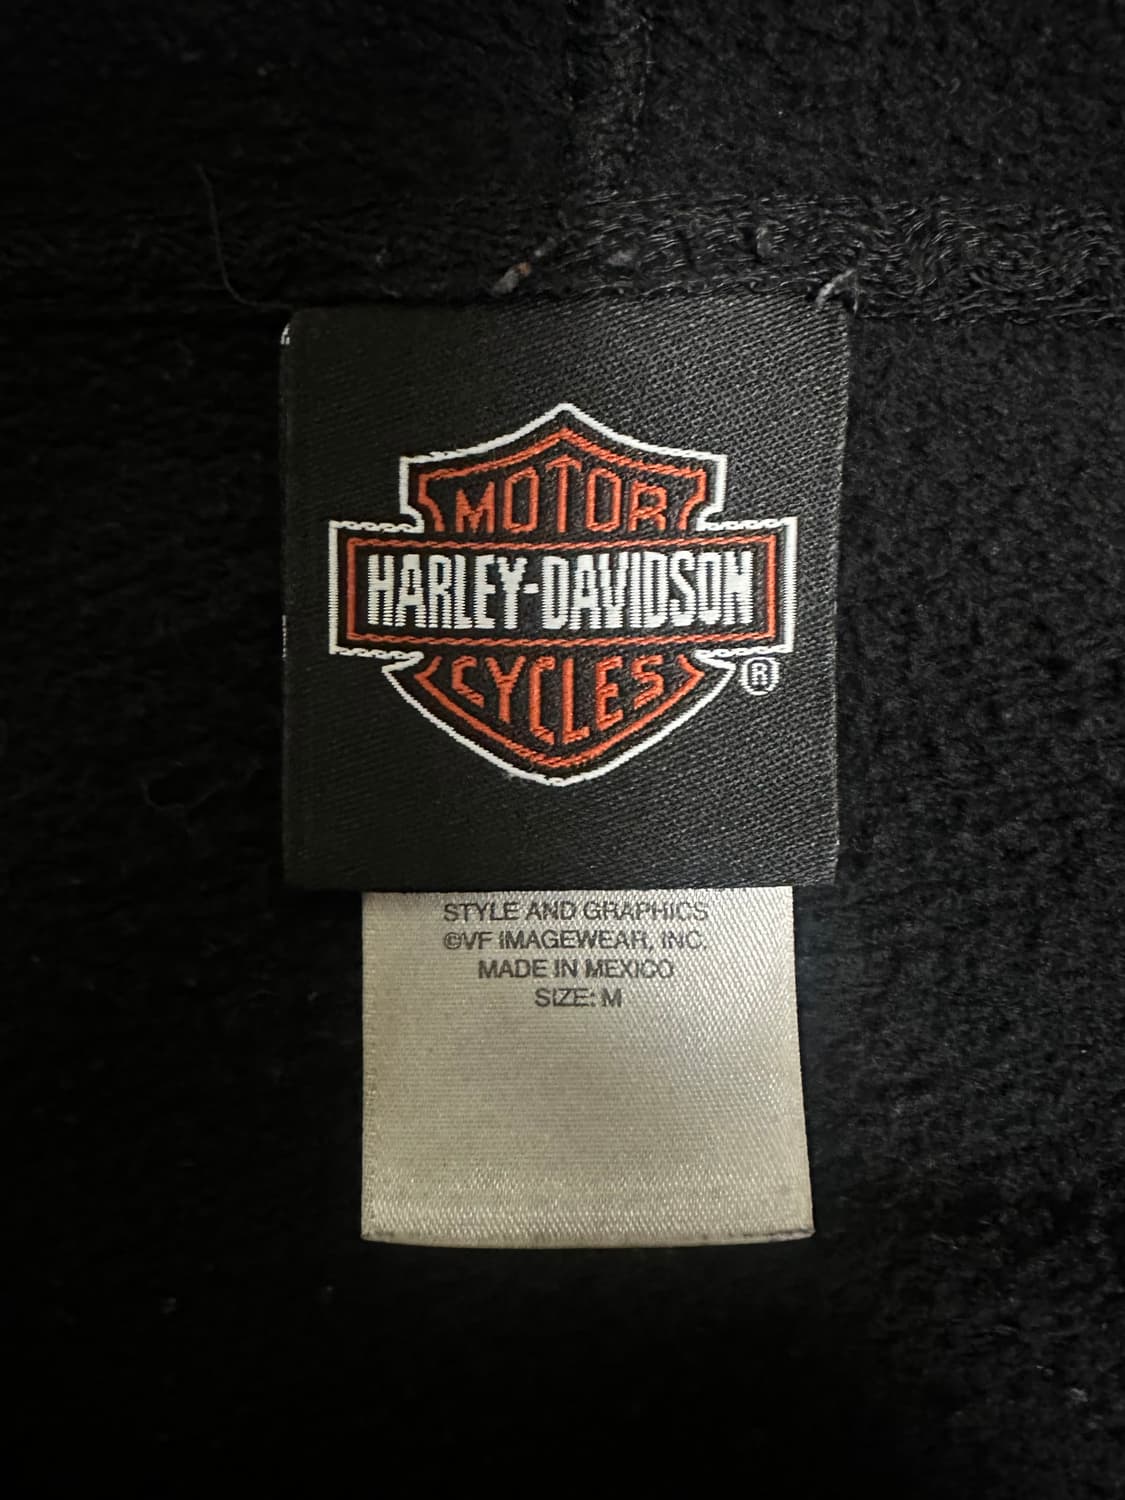 MOTOR
HARLEY-DAVIDSON
CYCLES
®
STYLE AND GRAPHICS
©VF IMAGEWEAR, INC.
MADE IN MEXICO
SIZE: M